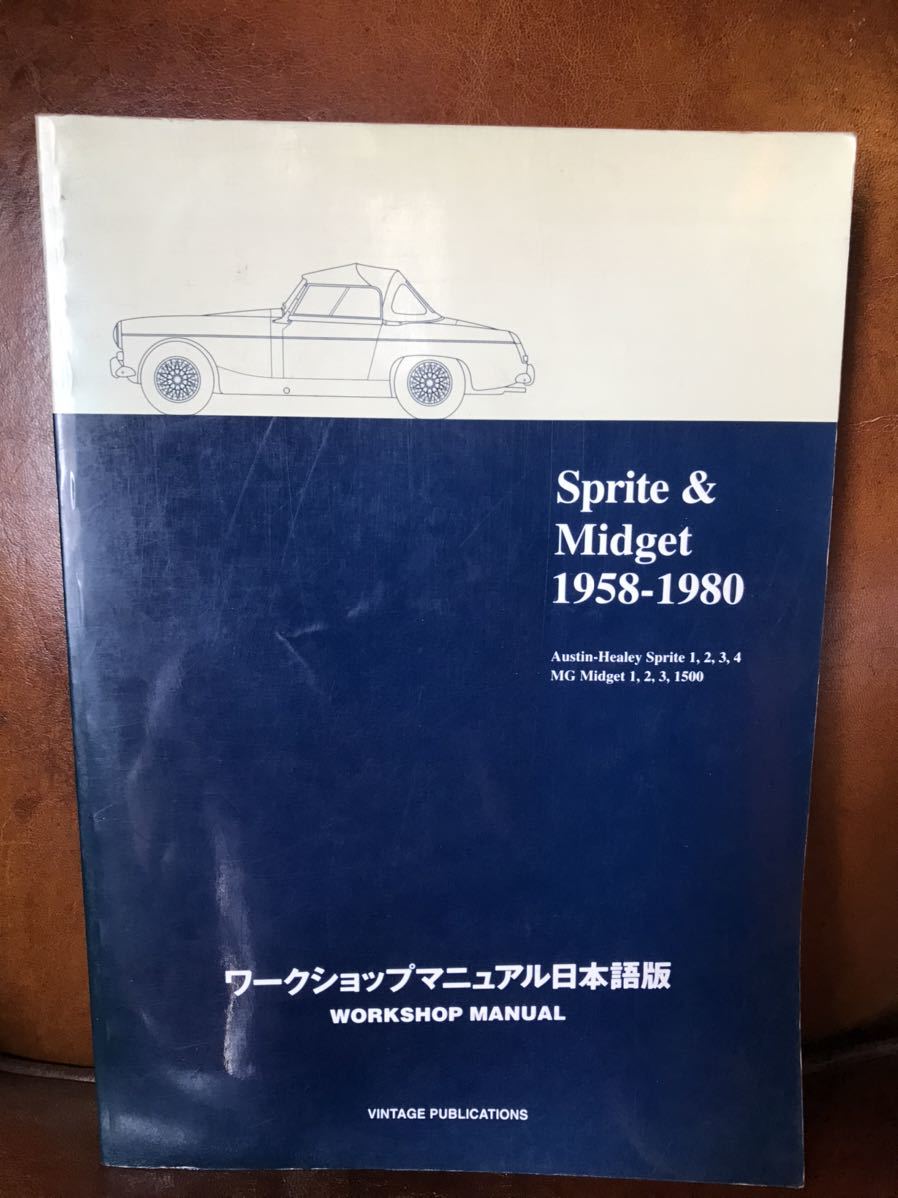 Sprite &
Midget
1958-1980
Austin-Healey Sprite 1, 2, 3, 4
MG Midget 1, 2, 3, 1500
ワークショップマニュアル日本語版
WORKSHOP MANUAL
VINTAGE PUBLICATIONS